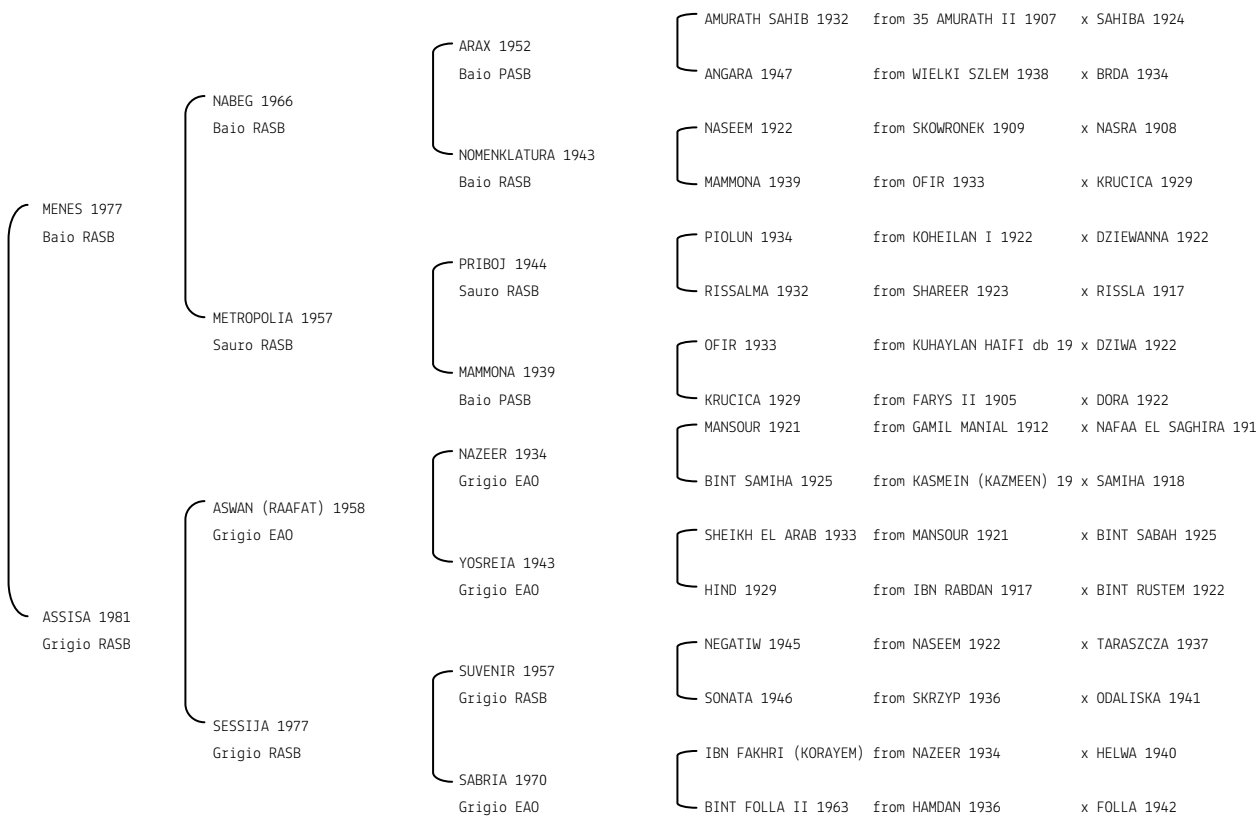 AMURATH SAHIB 1932 from 35 AMURATH II 1907 x SAHIBA 1924
ARAX 1952
Baio PASB
ANGARA 1947 from WIELKI SZLEM 1938 x BRDA 1934
NABEG 1966
Baio RASB
NASEEM 1922 from SKOWRONEK 1909 x NASRA 1908
NOMENKLATURA 1943
Baio RASB
MAMMONA 1939 from OFIR 1933 x KRUCICA 1929
MENES 1977
Baio RASB
PIOLUN 1934 from KOHEILAN I 1922 x DZIEWANNA 1922
PRIBOJ 1944
Sauro RASB
RISSALMA 1932 from SHAREER 1923 x RISSLA 1917
METROPOLIA 1957
Sauro RASB
OFIR 1933 from KUHAYLAN HAIFI db 19 x DZIWA 1922
MAMMONA 1939
Baio PASB
KRUCICA 1929 from FARYS II 1905 x DORA 1922
MANSOUR 1921 from GAMIL MANIAL 1912 x NAFAA EL SAGHIRA 191
NAZEER 1934
Grigio EAO
BINT SAMIHA 1925 from KASMEIN (KAZMEEN) 19 x SAMIHA 1918
ASWAN (RAAFAT) 1958
Grigio EAO
SHEIKH EL ARAB 1933 from MANSOUR 1921 x BINT SABAH 1925
YOSREIA 1943
Grigio EAO
HIND 1929 from IBN RABDAN 1917 x BINT RUSTEM 1922
ASSISA 1981
Grigio RASB
NEGATIW 1945 from NASEEM 1922 x TARASZCZA 1937
SUVENIR 1957
Grigio RASB
SONATA 1946 from SKRZYP 1936 x ODALISKA 1941
SESSIJA 1977
Grigio RASB
IBN FAKHRI (KORAYEM) from NAZEER 1934 x HELWA 1940
SABRIA 1970
Grigio EAO
BINT FOLLA II 1963 from HAMDAN 1936 x FOLLA 1942